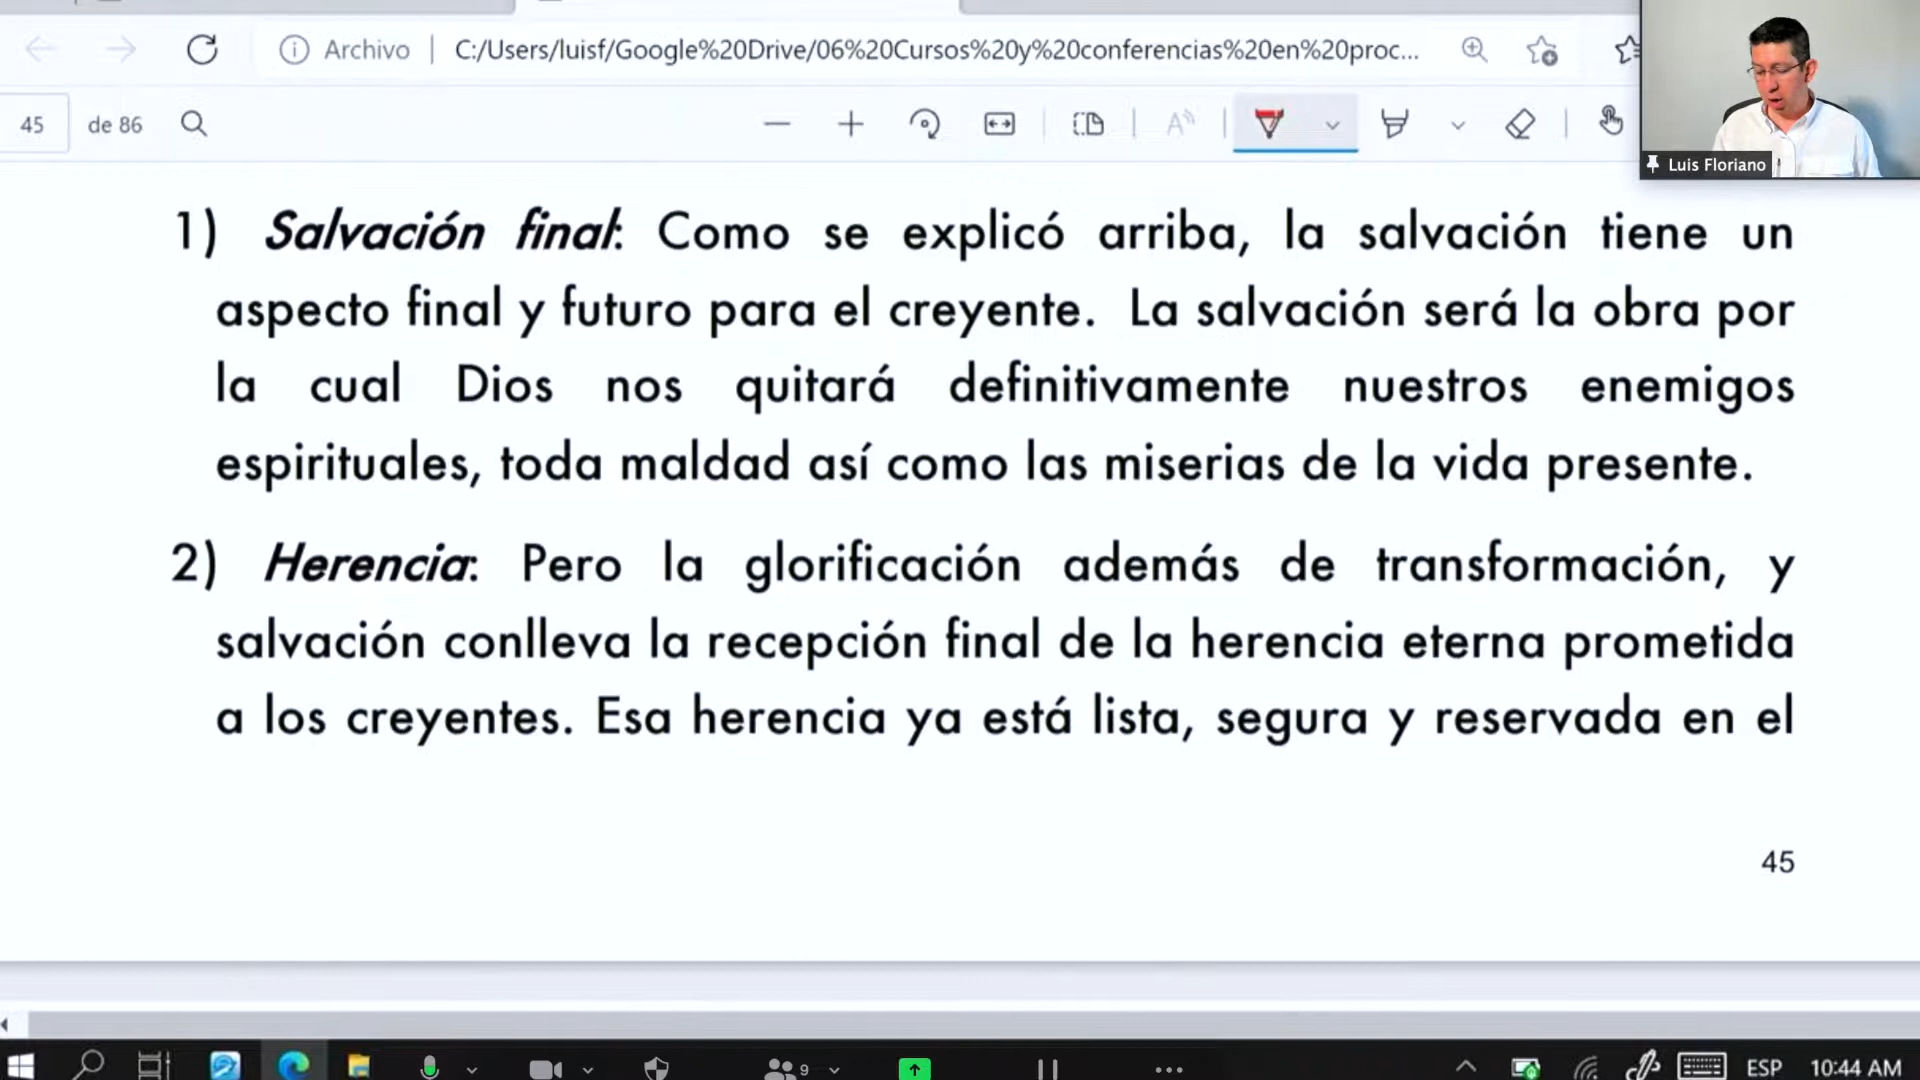 Archivo
C:/Users/luisf/Google%20Drive/06%20Cursos%20y%20conferencias%20en%20proc...
45 de 86
Luis Floriano
1) Salvación final: Como se explicó arriba, la salvación tiene un
aspecto final y futuro para el creyente. La salvación será la obra por
la cual Dios nos quitará definitivamente nuestros enemigos
espirituales, toda maldad así como las miserias de la vida presente.
2) Herencia: Pero la glorificación además de transformación, y
salvación conlleva la recepción final de la herencia eterna prometida
a los creyentes. Esa herencia ya está lista, segura y reservada en el
45
9
ESP
10:44 AM